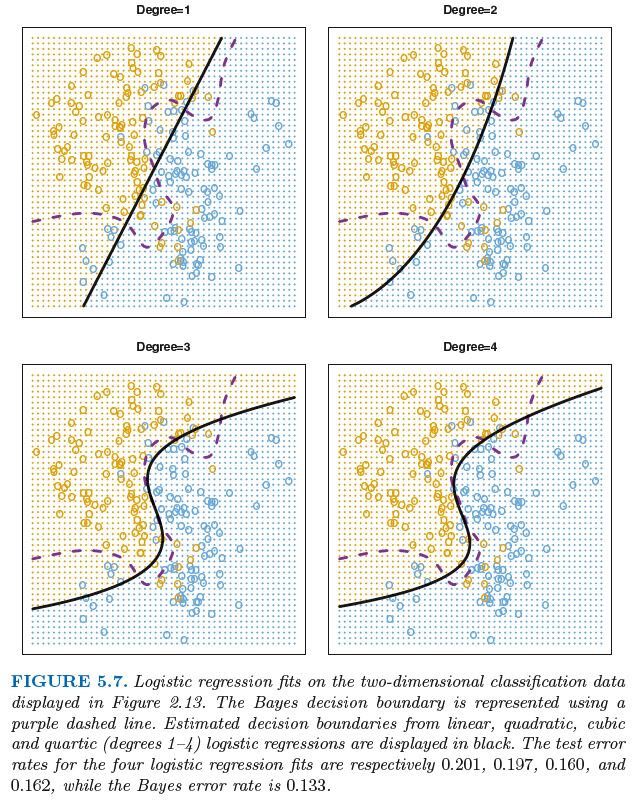 Degree=1
Degree=2
Degree=3
Degree=4
FIGURE 5.7. Logistic regression fits on the two-dimensional classification data
displayed in Figure 2.13. The Bayes decision boundary is represented using a
purple dashed line. Estimated decision boundaries from linear, quadratic, cubic
and quartic (degrees 1–4) logistic regressions are displayed in black. The test error
rates for the four logistic regression fits are respectively 0.201, 0.197, 0.160, and
0.162, while the Bayes error rate is 0.133.